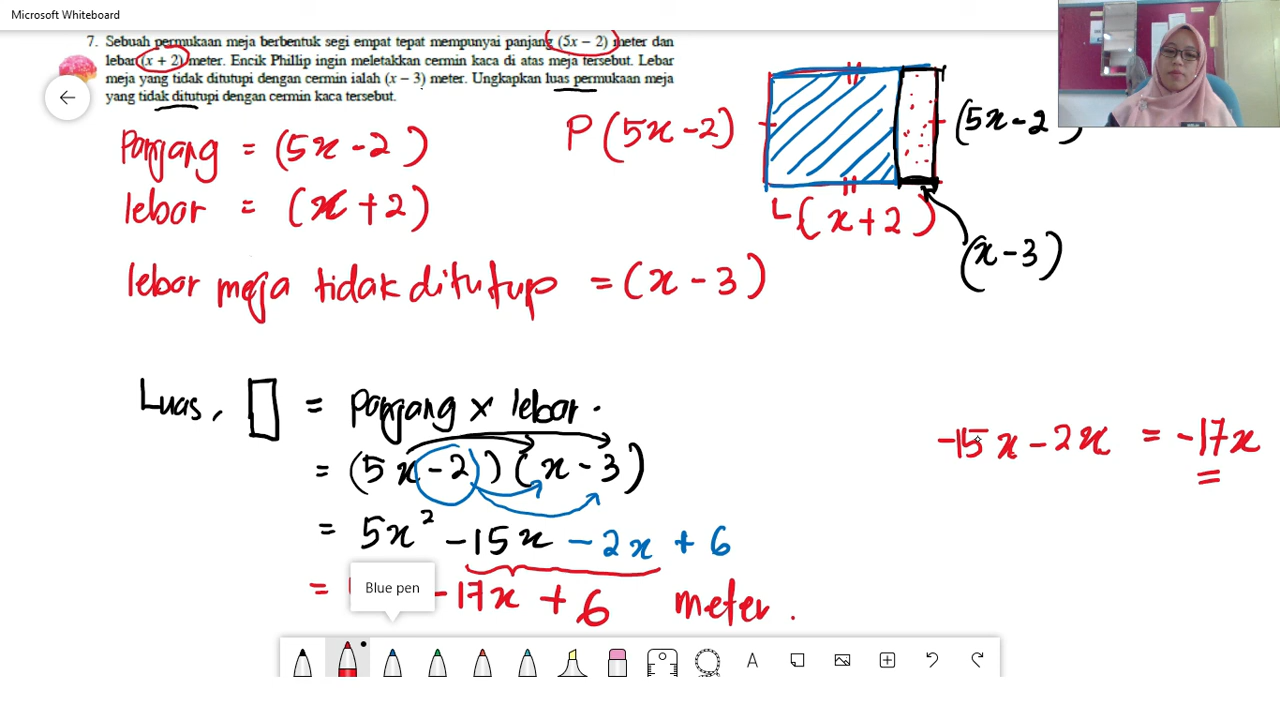 Microsoft Whiteboard
7. Sebuah permukaan meja berbentuk segi empat tepat mempunyai panjang (5x − 2) meter dan
lebar (x + 2) meter. Encik Phillip ingin meletakkan cermin kaca di atas meja tersebut. Lebar
meja yang tidak ditutupi dengan cermin ialah (x − 3) meter. Ungkapkan luas permukaan meja
yang tidak ditutupi dengan cermin kaca tersebut.
P (5x - 2)
(5x - 2)
L (x + 2)
(x - 3)
Panjang = (5x - 2)
lebar = (x + 2)
lebar meja tidak ditutup = (x - 3)
Luas, = panjang x lebar.
= (5x - 2) (x - 3)
= 5x² - 15x - 2x + 6
= - 17x + 6 meter.
-15x - 2x = -17x
Blue pen
A